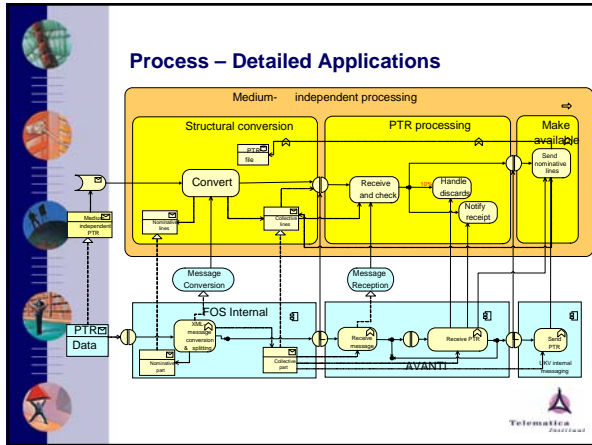 Process – Detailed Applications
Medium- independent processing
Structural conversion
PTR processing
Make
available
PTR
file
Send
nominative
lines
Convert
Receive
and check
10%
Handle
discards
Notify
receipt
Medium
independent
PTR
Nominative
lines
Collective
lines
Message
Conversion
Message
Reception
PTR
Data
FOS Internal
XML
message
conversion
& splitting
Receive
message
Receive PTR
Send
PTR
Nominative
part
Collective
part
AVANTI
UKV internal
messaging
Telematica
Instituut